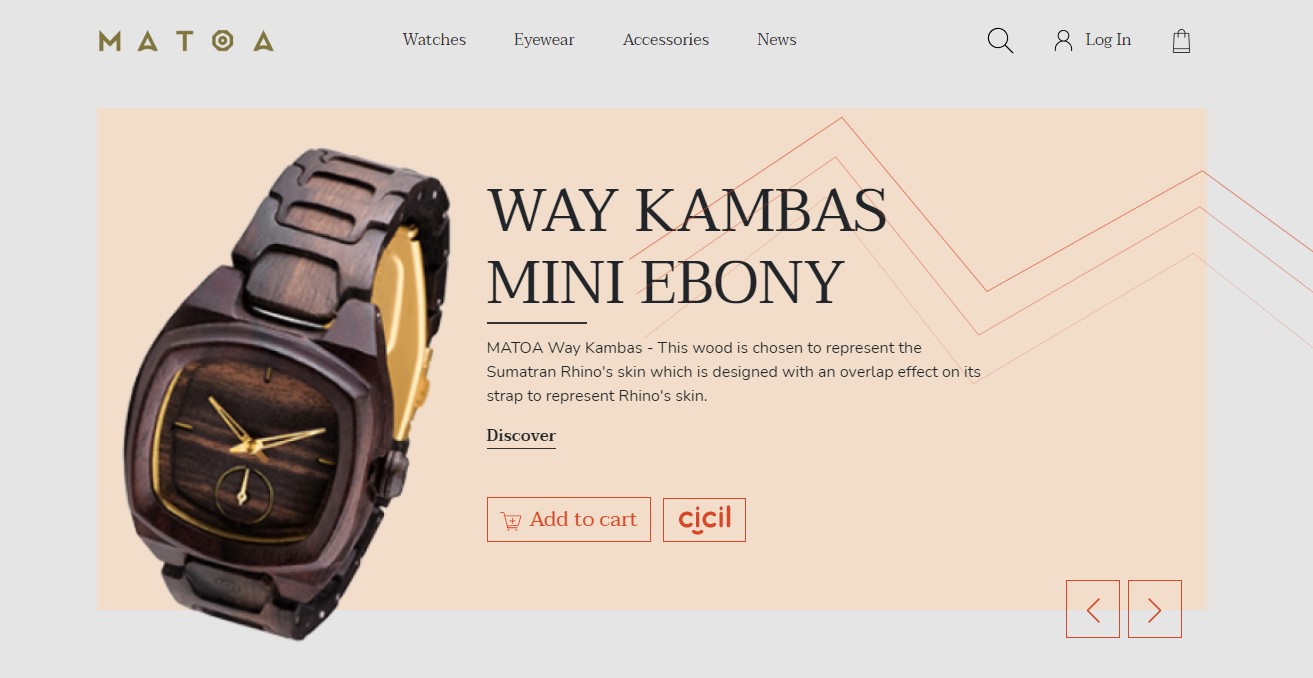 MATOA
Watches
Eyewear
Accessories
News
Log In
WAY KAMBAS
MINI EBONY
MATOA Way Kambas - This wood is chosen to represent the
Sumatran Rhino's skin which is designed with an overlap effect on its
strap to represent Rhino's skin.
Discover
Add to cart
cicil